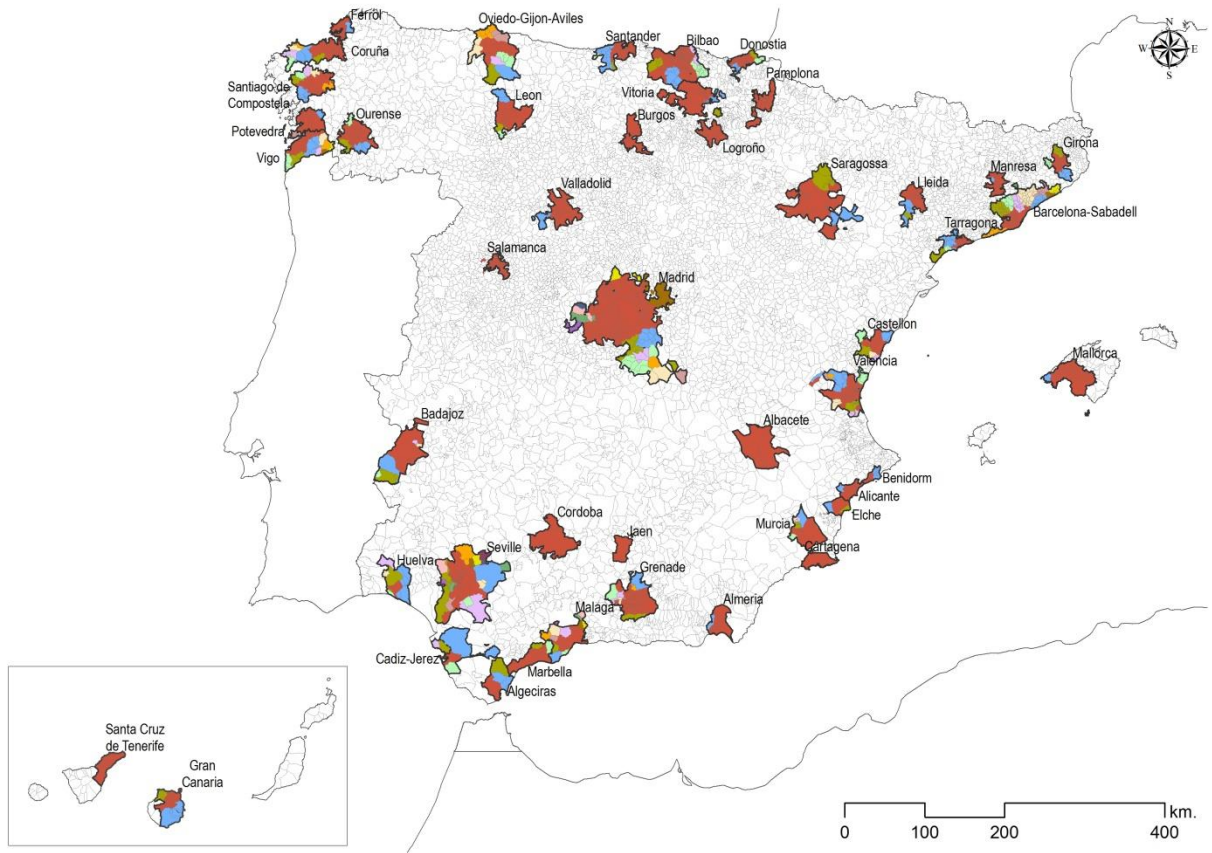 Ferrol
Oviedo-Gijon-Aviles
Coruña
Santander
Bilbao
Donostia
N
W
E
S
Santiago de
Compostela
Leon
Vitoria
Pamplona
Potevedra
Ourense
Burgos
Logroño
Vigo
Girona
Manresa
Saragossa
Lleida
Valladolid
Barcelona-Sabadell
Tarragona
Salamanca
Madrid
Castellon
Valencia
Mallorca
Badajoz
Albacete
Benidorm
Alicante
Elche
Murcia
Cartagena
Cordoba
Jaen
Seville
Huelva
Grenade
Almeria
Malaga
Cadiz-Jerez
Marbella
Algeciras
Santa Cruz
de Tenerife
Gran
Canaria
km.
0
100
200
400